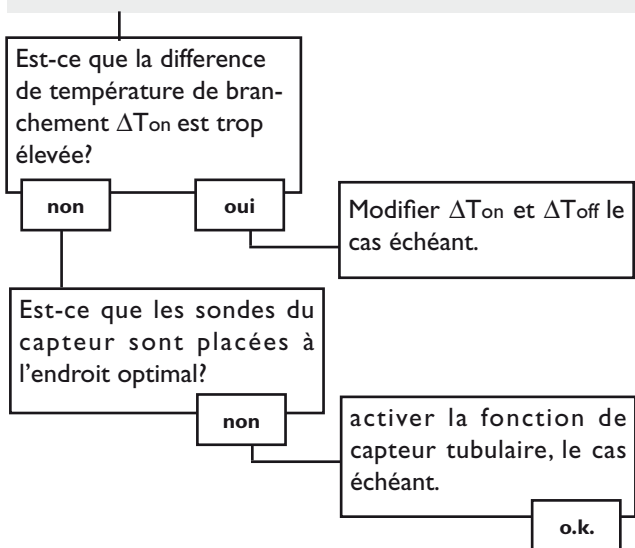 Est-ce que la difference
de température de bran-
chement ΔTon est trop
élevée?
non
oui
Modifier ΔTon et ΔToff le
cas échéant.
Est-ce que les sondes du
capteur sont placées à
l'endroit optimal?
non
activer la fonction de
capteur tubulaire, le cas
échéant.
o.k.